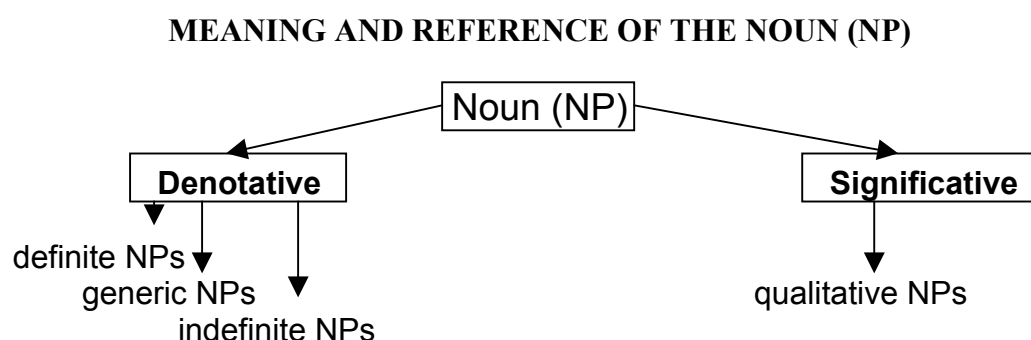 MEANING AND REFERENCE OF THE NOUN (NP)
Noun (NP)
Denotative
Significative
definite NPs
generic NPs
qualitative NPs
indefinite NPs